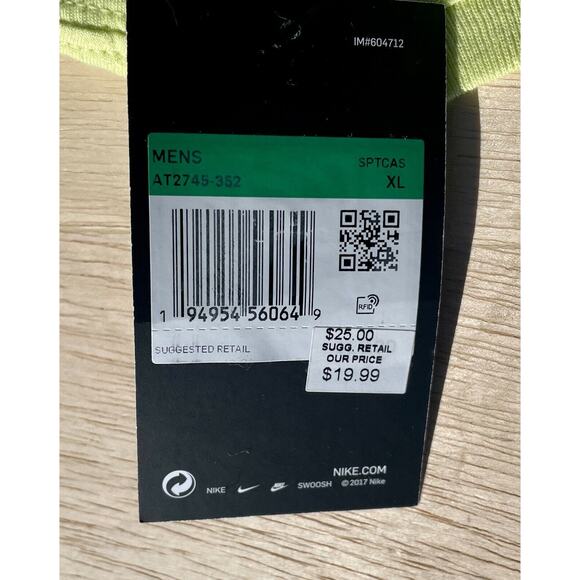 IM#604712
MENS SPTCAS
AT2745-352 XL
1 94954 56064 9
RFID
$25.00
SUGG. RETAIL
SUGGESTED RETAIL OUR PRICE
$19.99
NIKE.COM
NIKE SWOOSH © 2017 Nike